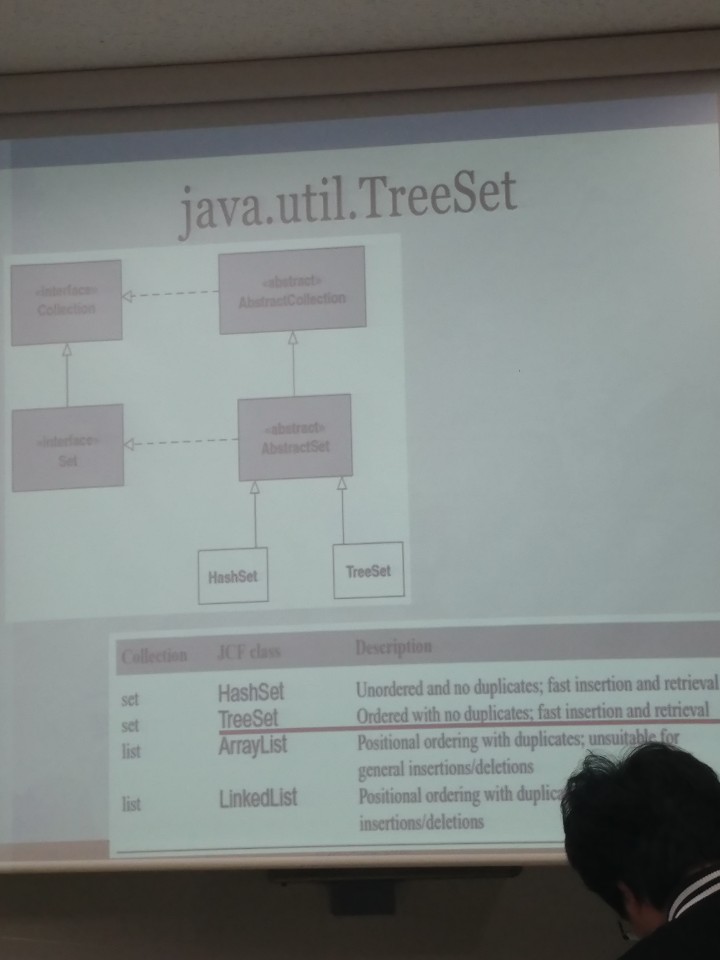 java.util.TreeSet
«interface»
Collection
«abstract»
AbstractCollection
«interface»
Set
«abstract»
AbstractSet
HashSet
TreeSet
Collection JCF class Description
set HashSet Unordered and no duplicates; fast insertion and retrieval
set TreeSet Ordered with no duplicates; fast insertion and retrieval
list ArrayList Positional ordering with duplicates; unsuitable for
general insertions/deletions
list LinkedList Positional ordering with
insertions/deletions